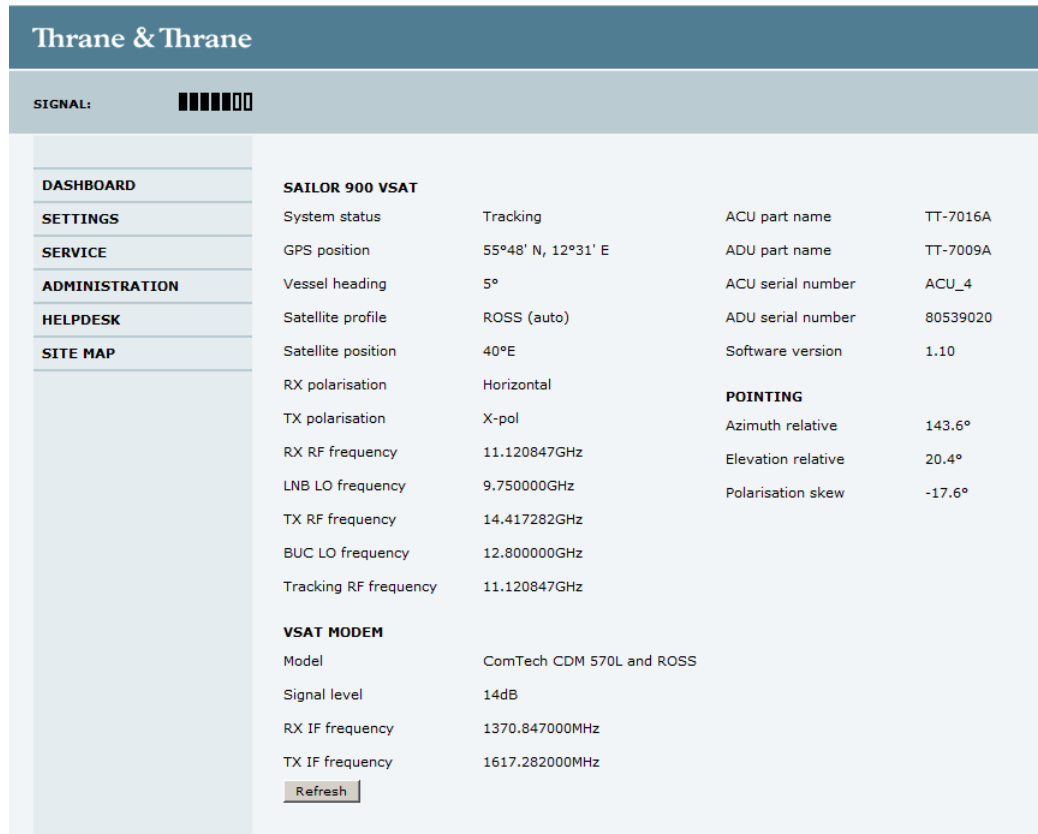 Thrane & Thrane
SIGNAL:
DASHBOARD
SETTINGS
SERVICE
ADMINISTRATION
HELPDESK
SITE MAP
SAILOR 900 VSAT
System status Tracking
GPS position 55°48' N, 12°31' E
Vessel heading 5°
Satellite profile ROSS (auto)
Satellite position 40°E
RX polarisation Horizontal
TX polarisation X-pol
RX RF frequency 11.120847GHz
LNB LO frequency 9.750000GHz
TX RF frequency 14.417282GHz
BUC LO frequency 12.800000GHz
Tracking RF frequency 11.120847GHz
VSAT MODEM
Model ComTech CDM 570L and ROSS
Signal level 14dB
RX IF frequency 1370.847000MHz
TX IF frequency 1617.282000MHz
Refresh
ACU part name TT-7016A
ADU part name TT-7009A
ACU serial number ACU_4
ADU serial number 80539020
Software version 1.10
POINTING
Azimuth relative 143.6°
Elevation relative 20.4°
Polarisation skew -17.6°